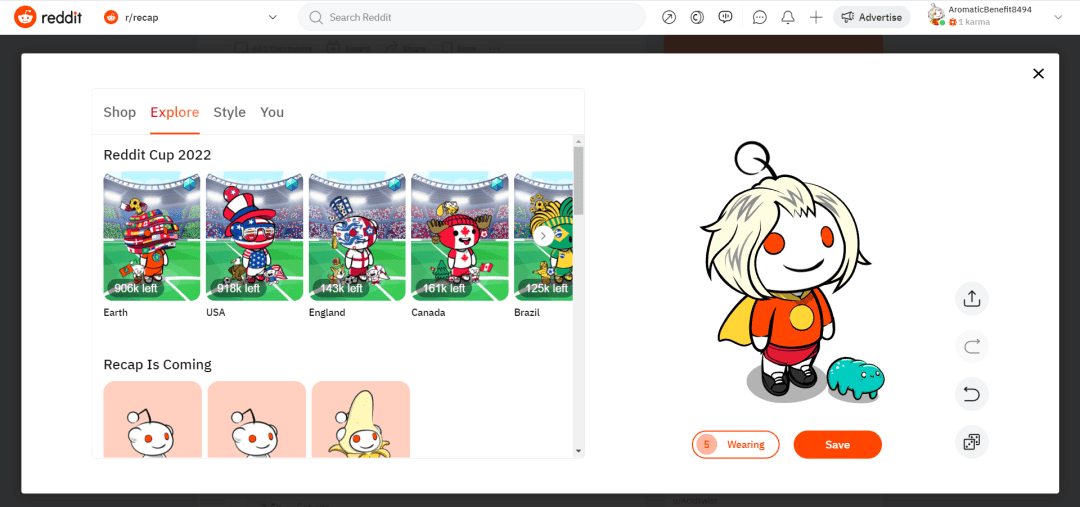 reddit
r/recap
Search Reddit
Advertise
AromaticBenefit8494
1 karma
Shop
Explore
Style
You
Reddit Cup 2022
906k left
918k left
143k left
161k left
125k left
Earth
USA
England
Canada
Brazil
Recap Is Coming
5 Wearing
Save